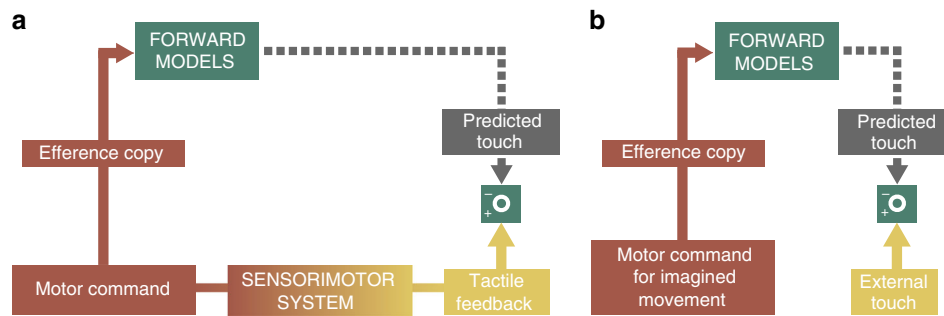 a
FORWARD
MODELS
Predicted
touch
Efference copy
−
+
Motor command
SENSORIMOTOR
SYSTEM
Tactile
feedback
b
FORWARD
MODELS
Predicted
touch
Efference copy
−
+
Motor command
for imagined
movement
External
touch